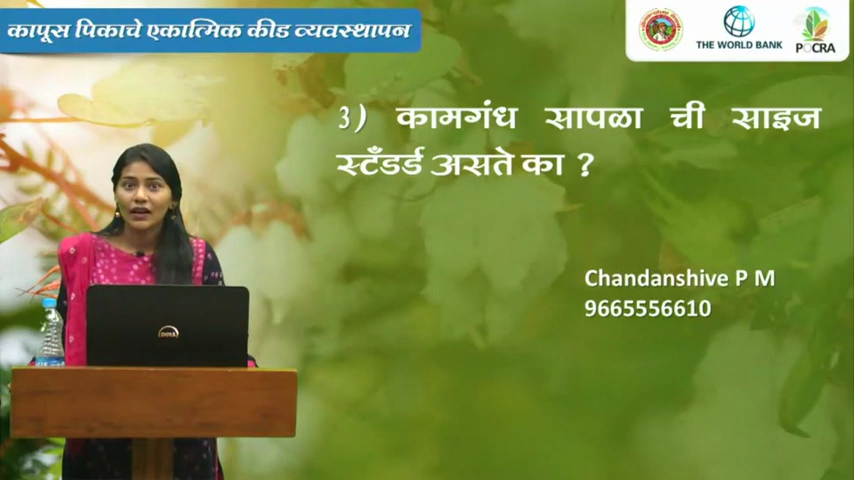 कापूस पिकाचे एकात्मिक कीड व्यवस्थापन
THE WORLD BANK
POCRA
3) कामगंध सापळा ची साइज
स्टँडर्ड असते का ?
Chandanshive P M
9665556610
DELL